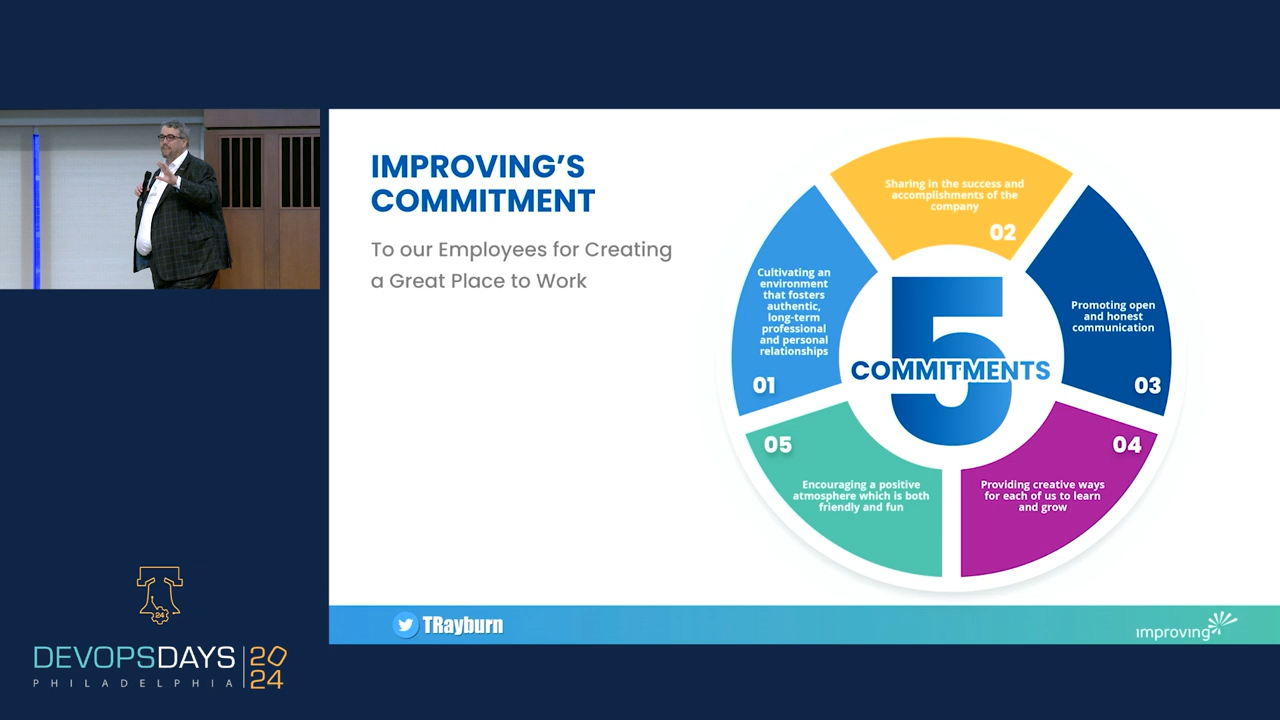 IMPROVING’S
COMMITMENT
To our Employees for Creating
a Great Place to Work
Cultivating an
environment
that fosters
authentic,
long-term
professional
and personal
relationships
01
Sharing in the success and
accomplishments of the
company
02
Promoting open
and honest
communication
03
Providing creative ways
for each of us to learn
and grow
04
Encouraging a positive
atmosphere which is both
friendly and fun
05
5
COMMITMENTS
TRayburn
improving
24
DEVOPSDAYS
PHILADELPHIA
20
24